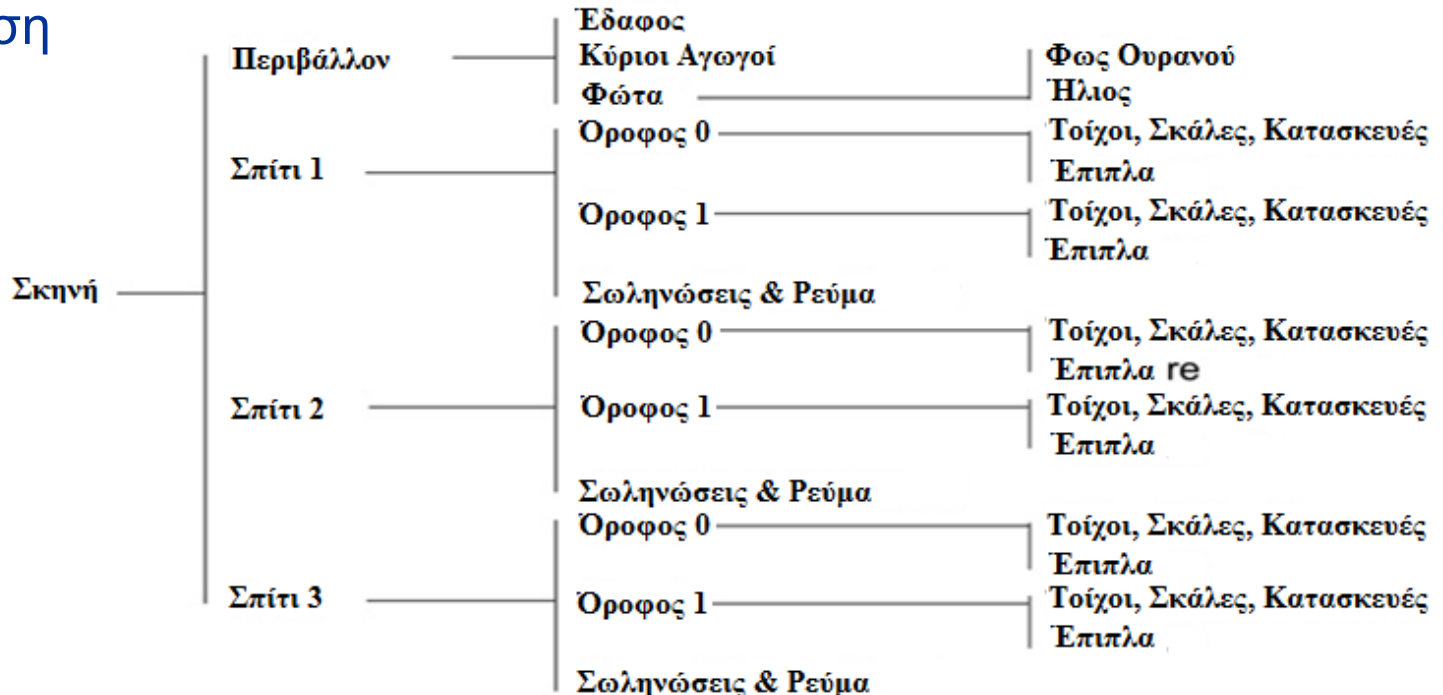 ση
Έδαφος
Περιβάλλον Κύριοι Αγωγοί Φως Ουρανού
Φώτα Ήλιος
Όροφος 0 Τοίχοι, Σκάλες, Κατασκευές
Σπίτι 1 Έπιπλα
Όροφος 1 Τοίχοι, Σκάλες, Κατασκευές
Έπιπλα
Σκηνή Σωληνώσεις & Ρεύμα
Όροφος 0 Τοίχοι, Σκάλες, Κατασκευές
Έπιπλα re
Σπίτι 2 Όροφος 1 Τοίχοι, Σκάλες, Κατασκευές
Έπιπλα
Σωληνώσεις & Ρεύμα
Όροφος 0 Τοίχοι, Σκάλες, Κατασκευές
Έπιπλα
Σπίτι 3 Όροφος 1 Τοίχοι, Σκάλες, Κατασκευές
Έπιπλα
Σωληνώσεις & Ρεύμα